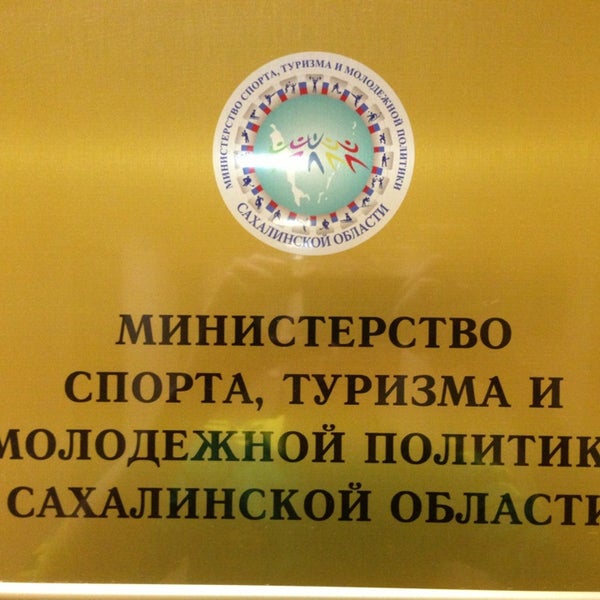 МИНИСТЕРСТВО СПОРТА, ТУРИЗМА И МОЛОДЕЖНОЙ ПОЛИТИКИ
САХАЛИНСКОЙ ОБЛАСТИ
МИНИСТЕРСТВО
СПОРТА, ТУРИЗМА И
МОЛОДЕЖНОЙ ПОЛИТИК
САХАЛИНСКОЙ ОБЛАСТИ